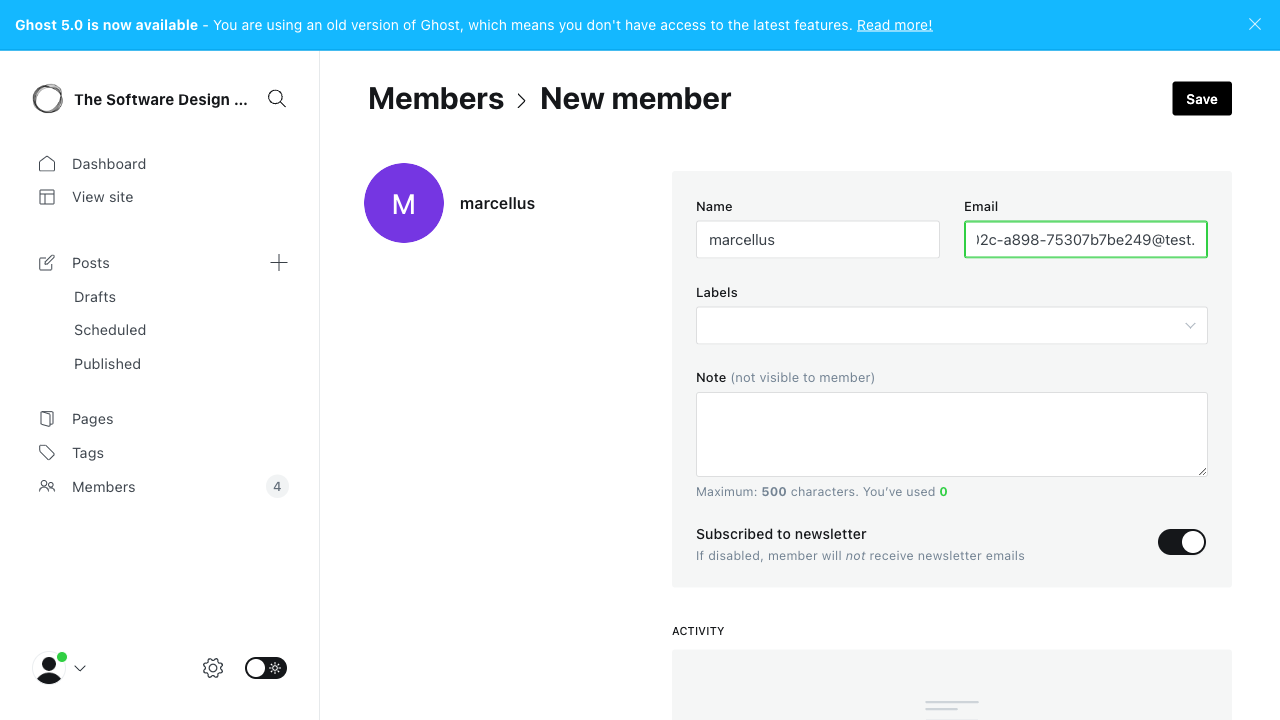 Ghost 5.0 is now available - You are using an old version of Ghost, which means you don't have access to the latest features. Read more!
The Software Design ...
Dashboard
View site
Posts
Drafts
Scheduled
Published
Pages
Tags
Members
4
Members
New member
Save
M
marcellus
Name
Email
marcellus
2c-a898-75307b7be249@test.
Labels
Note (not visible to member)
Maximum: 500 characters. You've used 0
Subscribed to newsletter
If disabled, member will not receive newsletter emails
ACTIVITY